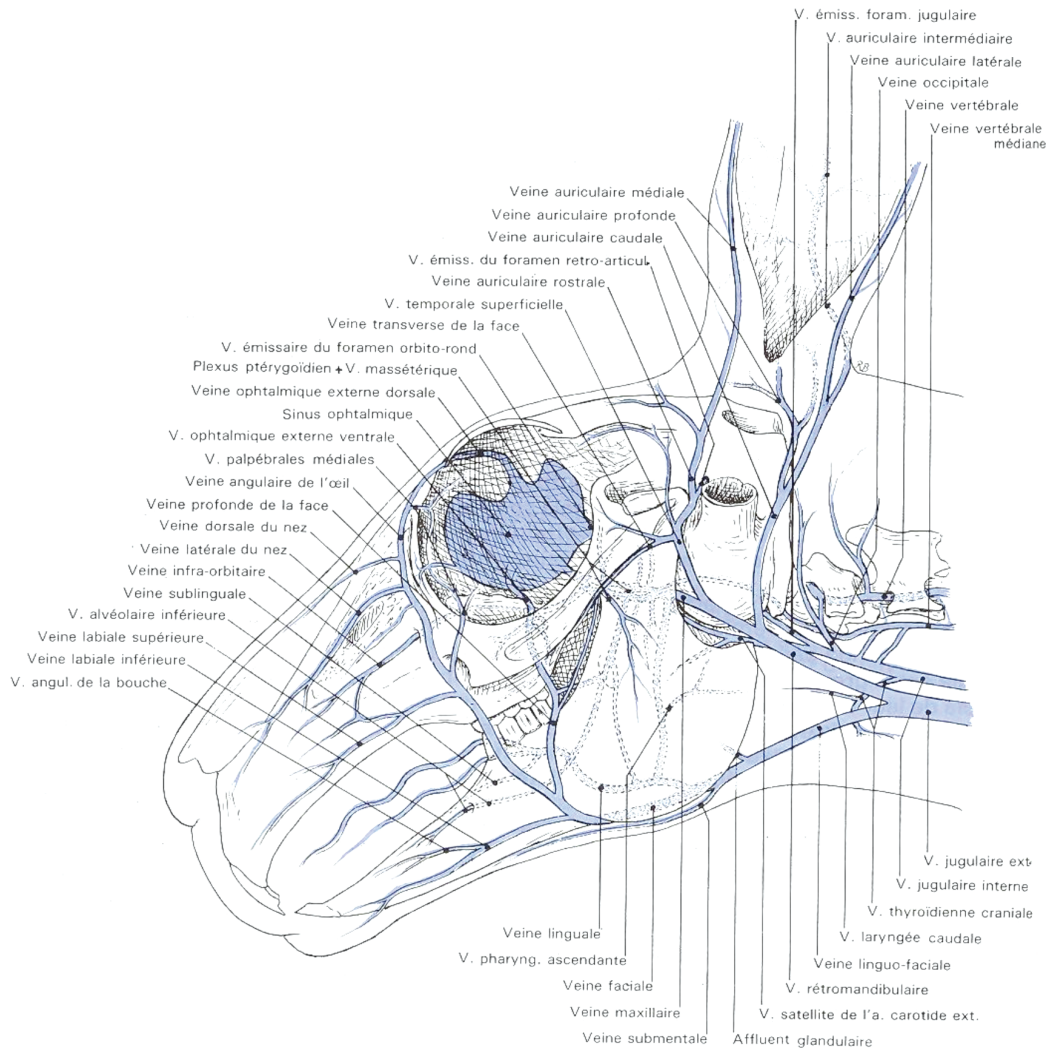 V. émiss. foram. jugulaire
V. auriculaire intermédiaire
Veine auriculaire latérale
Veine occipitale
Veine vertébrale
Veine vertébrale
médiane
Veine auriculaire médiale
Veine auriculaire profonde
Veine auriculaire caudale
V. émiss. du foramen retro-articul.
Veine auriculaire rostrale
V. temporale superficielle
Veine transverse de la face
V. émissaire du foramen orbito-rond
Plexus ptérygoïdien + V. massétérique
Veine ophtalmique externe dorsale
Sinus ophtalmique
V. ophtalmique externe ventrale
V. palpébrales médiales
Veine angulaire de l'œil
Veine profonde de la face
Veine dorsale du nez
Veine latérale du nez
Veine infra-orbitaire
Veine sublinguale
V. alvéolaire inférieure
Veine labiale supérieure
Veine labiale inférieure
V. angul. de la bouche
RB
V. jugulaire ext
V. jugulaire interne
V. thyroïdienne craniale
V. laryngée caudale
Veine linguo-faciale
V. rétromandibulaire
V. satellite de l'a. carotide ext.
Affluent glandulaire
Veine linguale
V. pharyng. ascendante
Veine faciale
Veine maxillaire
Veine submentale